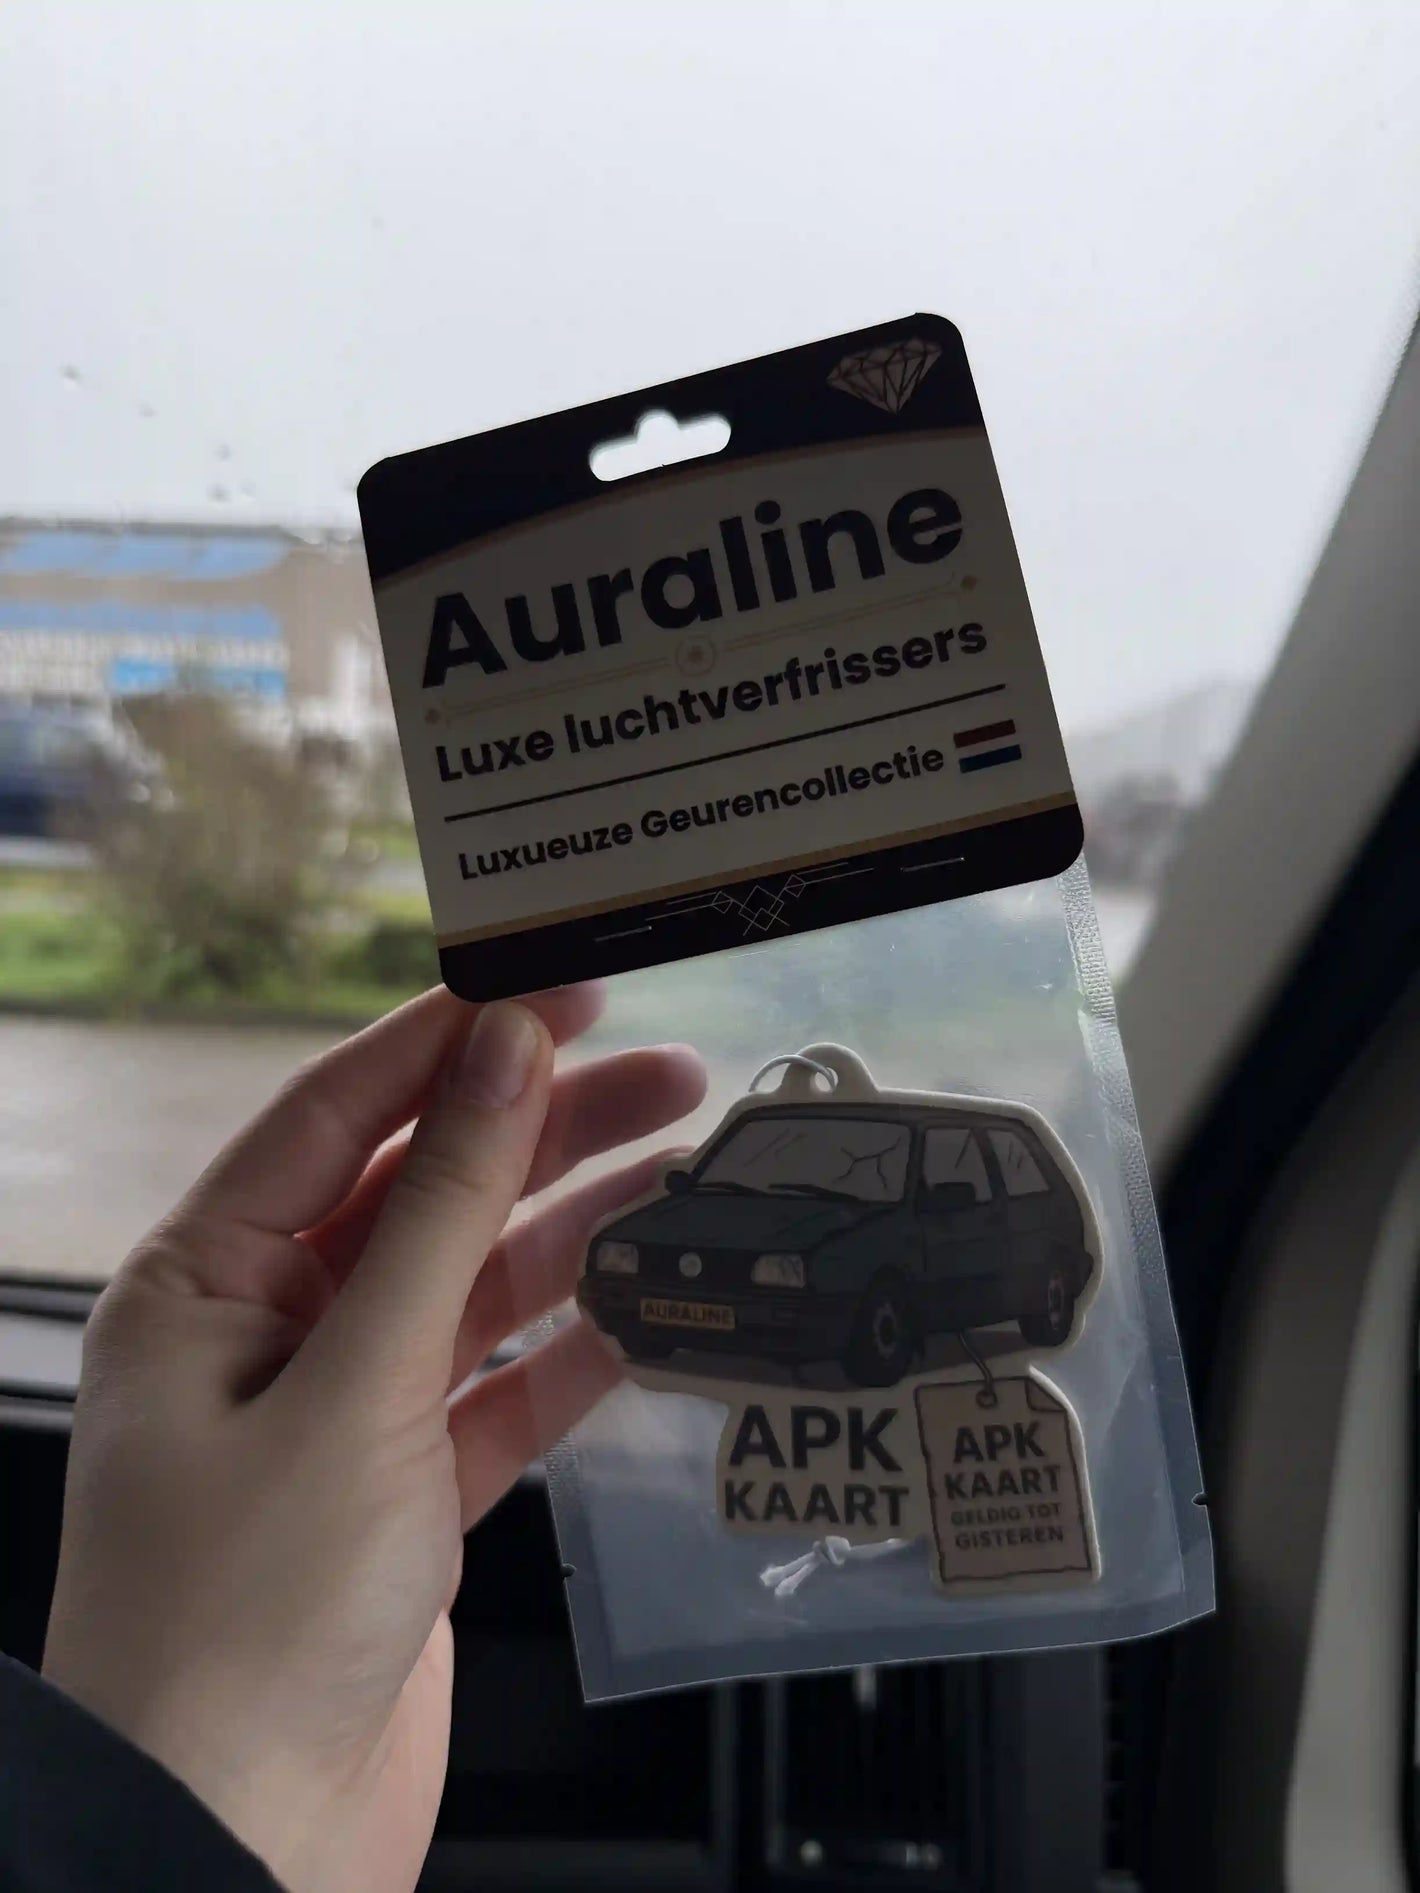 Auraline
Luxe luchtverfrissers
Luxueuze Geurencollectie
AURALINE
APK
KAART
APK
KAART
GELDIG TOT
GISTEREN